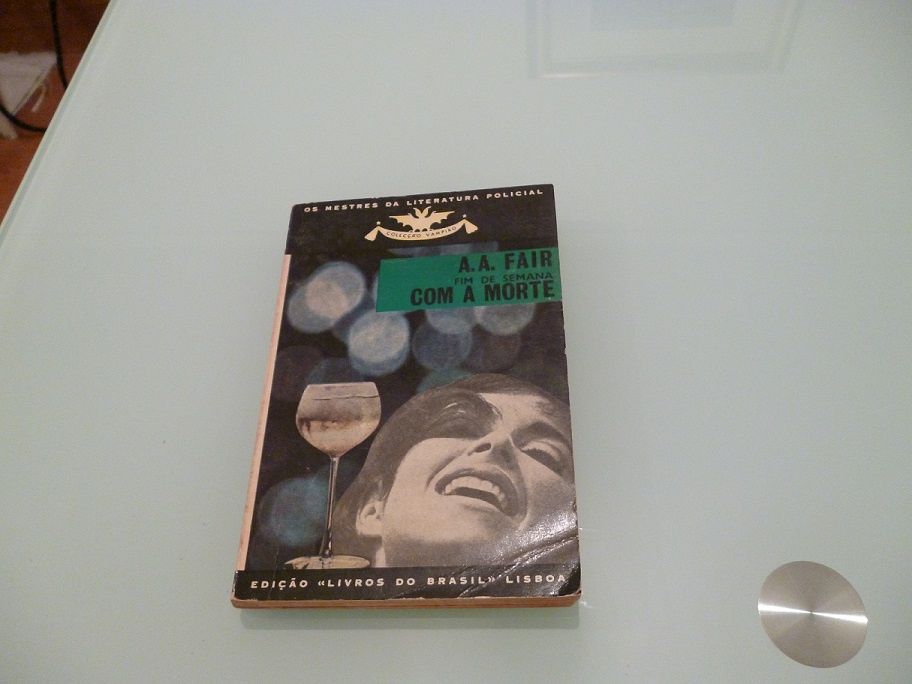 OS MESTRES DA LITERATURA POLICIAL
COLECÇÃO VAMPIRO
A.A. FAIR
FIM DE SEMANA
COM A MORTE
EDIÇÃO «LIVROS DO BRASIL» LISBOA